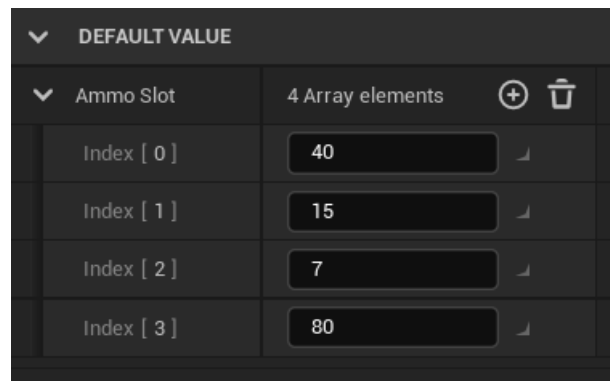 DEFAULT VALUE
Ammo Slot 4 Array elements
Index [ 0 ] 40
Index [ 1 ] 15
Index [ 2 ] 7
Index [ 3 ] 80